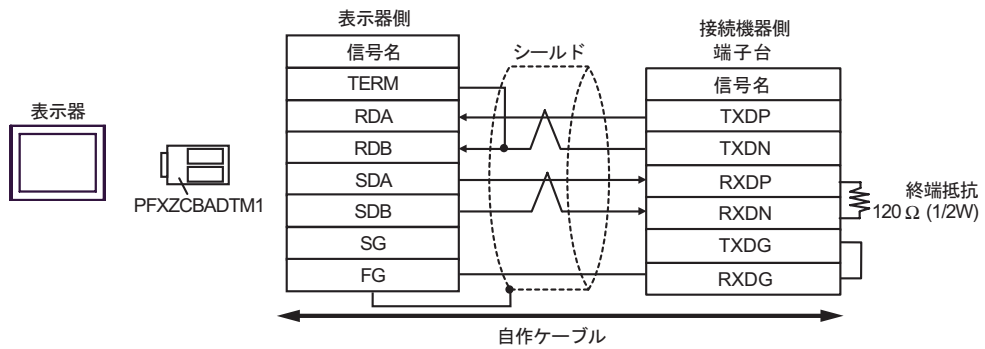 表示器
PFXZCBADTM1
表示器側
信号名
TERM
RDA
RDB
SDA
SDB
SG
FG
シールド
接続機器側
端子台
信号名
TXDP
TXDN
RXDP
RXDN
TXDG
RXDG
終端抵抗
120 Ω (1/2W)
自作ケーブル